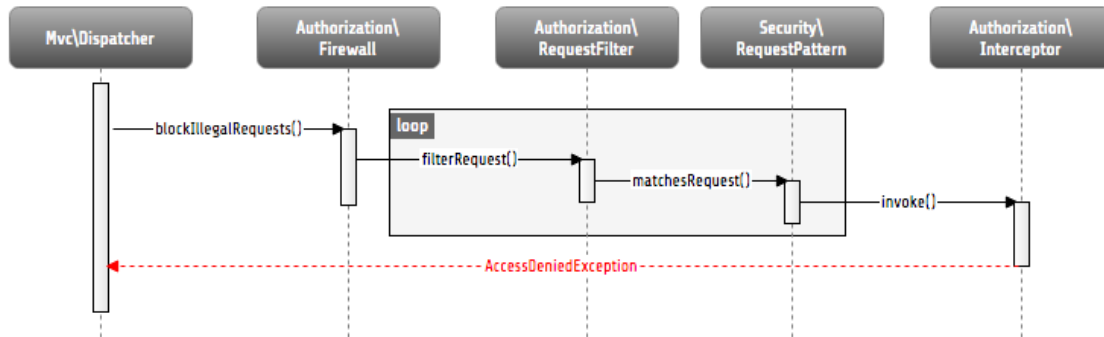 Mvc\Dispatcher
Authorization\
Firewall
Authorization\
RequestFilter
Security\
RequestPattern
Authorization\
Interceptor
loop
blockIllegalRequests()
filterRequest()
matchesRequest()
invoke()
AccessDeniedException